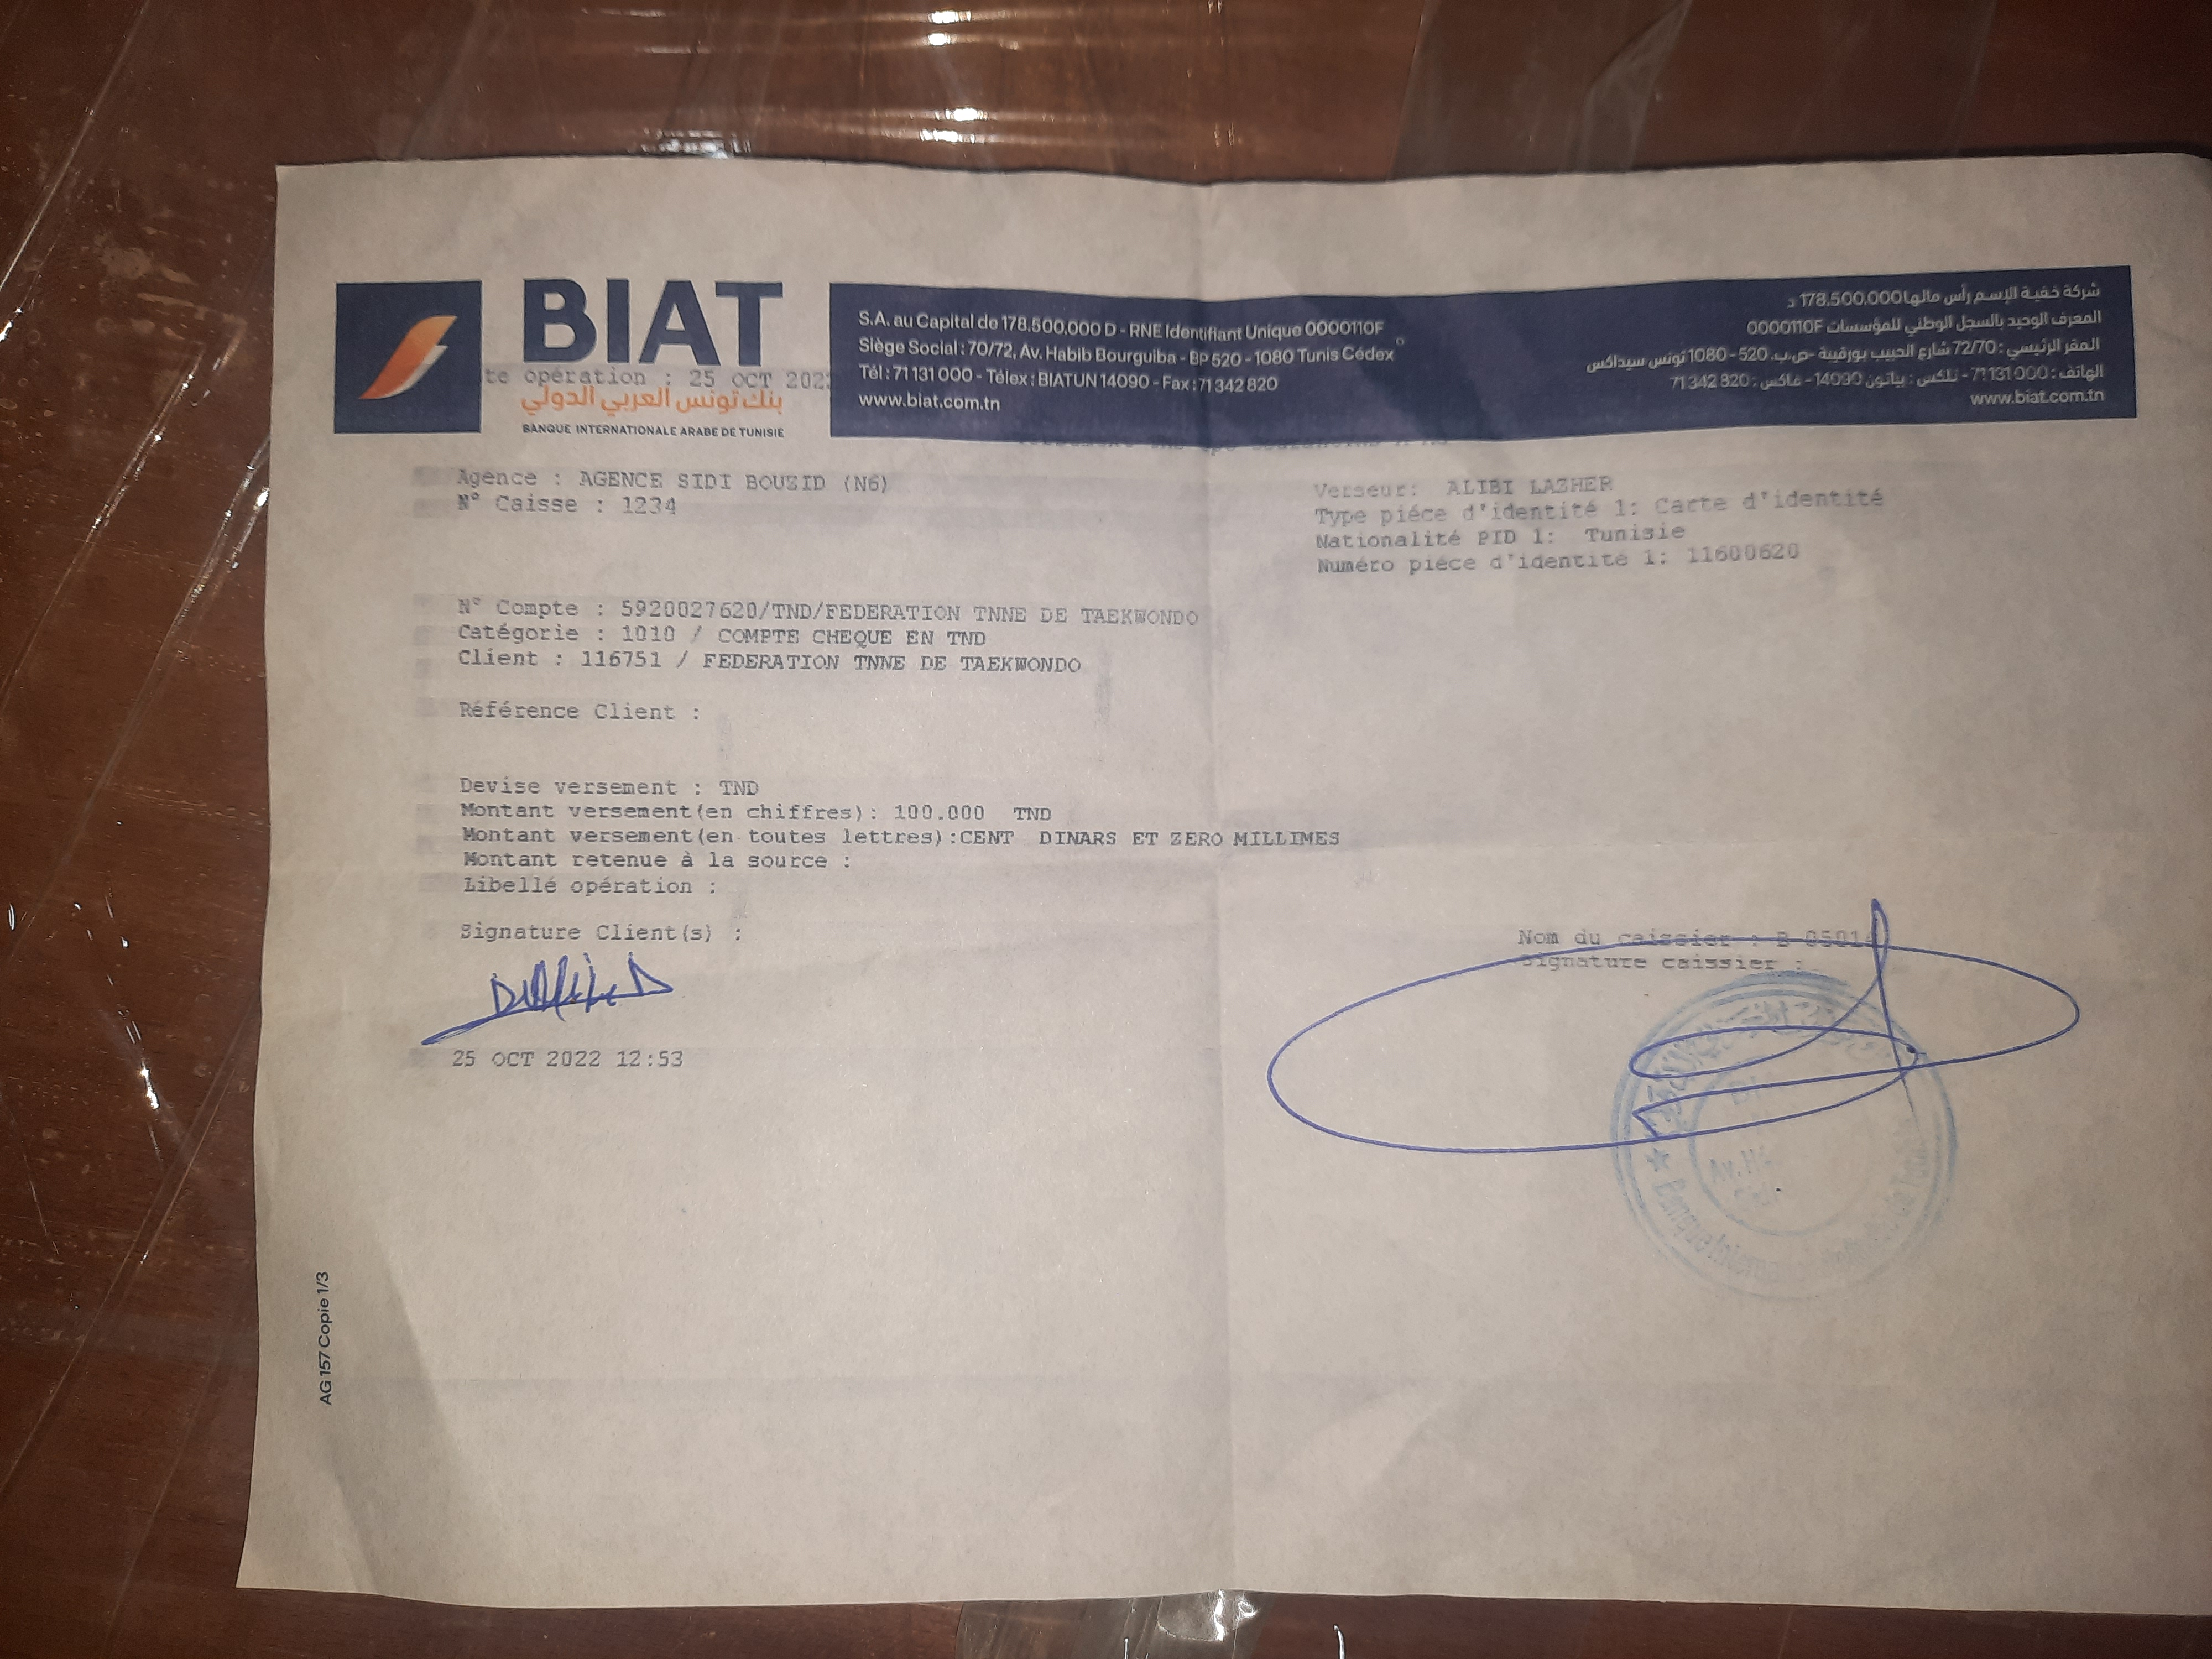 BIAT
te opération : 25 OCT 202
بنك تونس العربي الدولي
BANQUE INTERNATIONALE ARABE DE TUNISIE
S.A. au Capital de 178.500.000 D - RNE Identifiant Unique 0000110F
Siège Social : 70/72, Av. Habib Bourguiba - BP 520 - 1080 Tunis Cédex
Tél : 71 131 000 - Télex : BIATUN 14090 - Fax : 71 342 820
www.biat.com.tn
شركة خفية الإسم رأس مالها 178.500.000 د
المعرف الوحيد بالسجل الوطني للمؤسسات 0000110F
المقر الرئيسي : 72/70 شارع الحبيب بورقيبة -ص.ب. 520 - 1080 تونس سيداكس
الهاتف : 71 131 000 - تلكس : بياتون 14090 - فاكس : 71 342 820
www.biat.com.tn
Agence : AGENCE SIDI BOUZID (N6)
N° Caisse : 1234
Verseur: ALIBI LAZHER
Type piéce d'identité 1: Carte d'identité
Nationalité PID 1: Tunisie
Numéro piéce d'identité 1: 11600620
N° Compte : 5920027620/TND/FEDERATION TNNE DE TAEKWONDO
Catégorie : 1010 / COMPTE CHEQUE EN TND
Client : 116751 / FEDERATION TNNE DE TAEKWONDO
Référence Client :
Devise versement : TND
Montant versement(en chiffres): 100.000 TND
Montant versement(en toutes lettres):CENT DINARS ET ZERO MILLIMES
Montant retenue à la source :
Libellé opération :
Signature Client(s) :
25 OCT 2022 12:53
Nom du caissier : B 0501
Signature caissier :
Av.
Banque
AG 157 Copie 1/3